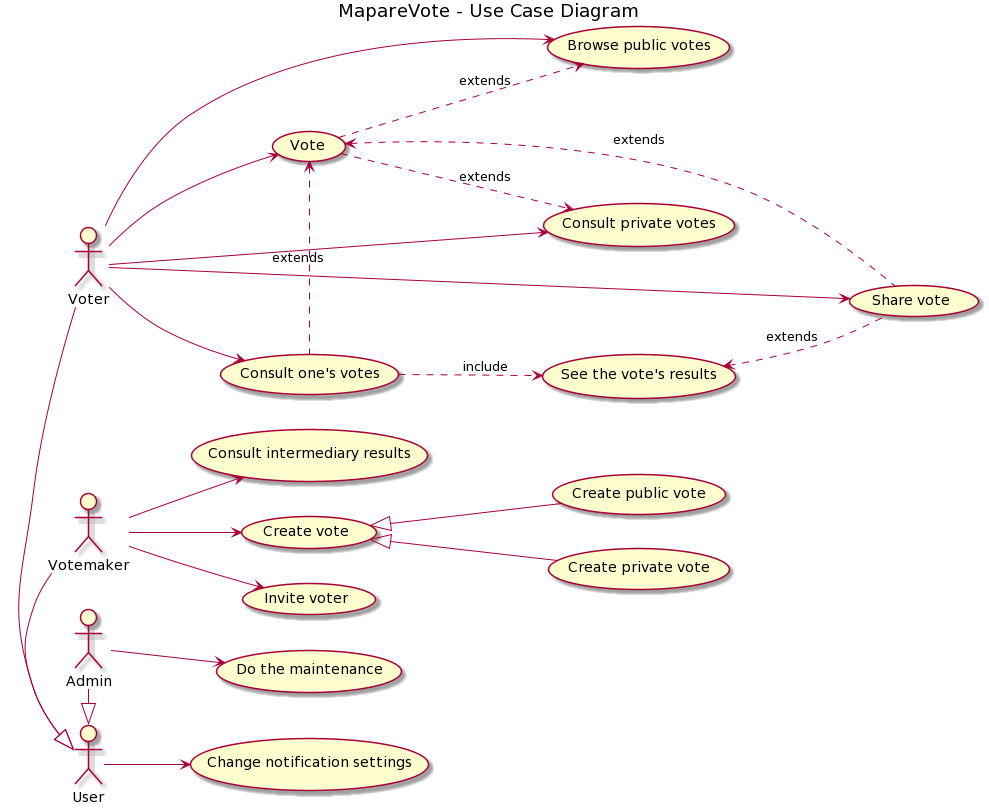 MapareVote - Use Case Diagram
Browse public votes
extends
Vote
extends
extends
Consult private votes
extends
Voter
Share vote
extends
Consult one's votes
include
See the vote's results
Consult intermediary results
Create public vote
Create vote
Votemaker
Create private vote
Invite voter
Do the maintenance
Admin
Change notification settings
User